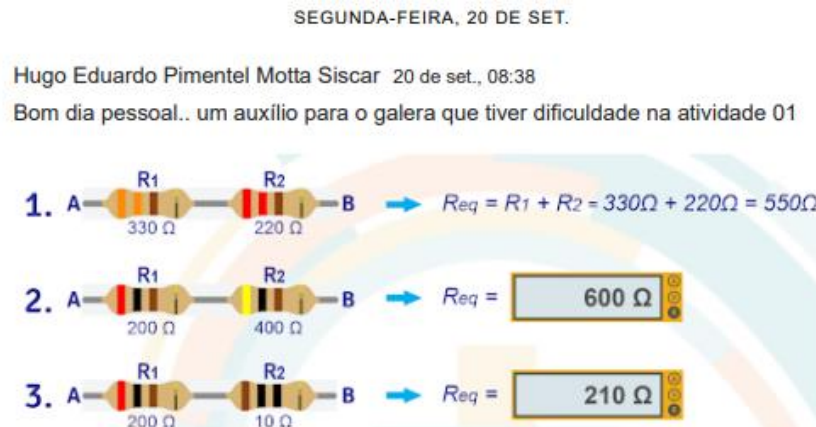 SEGUNDA-FEIRA, 20 DE SET.
Hugo Eduardo Pimentel Motta Siscar 20 de set., 08:38
Bom dia pessoal.. um auxílio para o galera que tiver dificuldade na atividade 01
R1 R2
1. A B Req = R1 + R2 = 330Ω + 220Ω = 550Ω
330 Ω 220 Ω
R1 R2
2. A B Req = 600 Ω
200 Ω 400 Ω
R1 R2
3. A B Req = 210 Ω
200 Ω 10 Ω